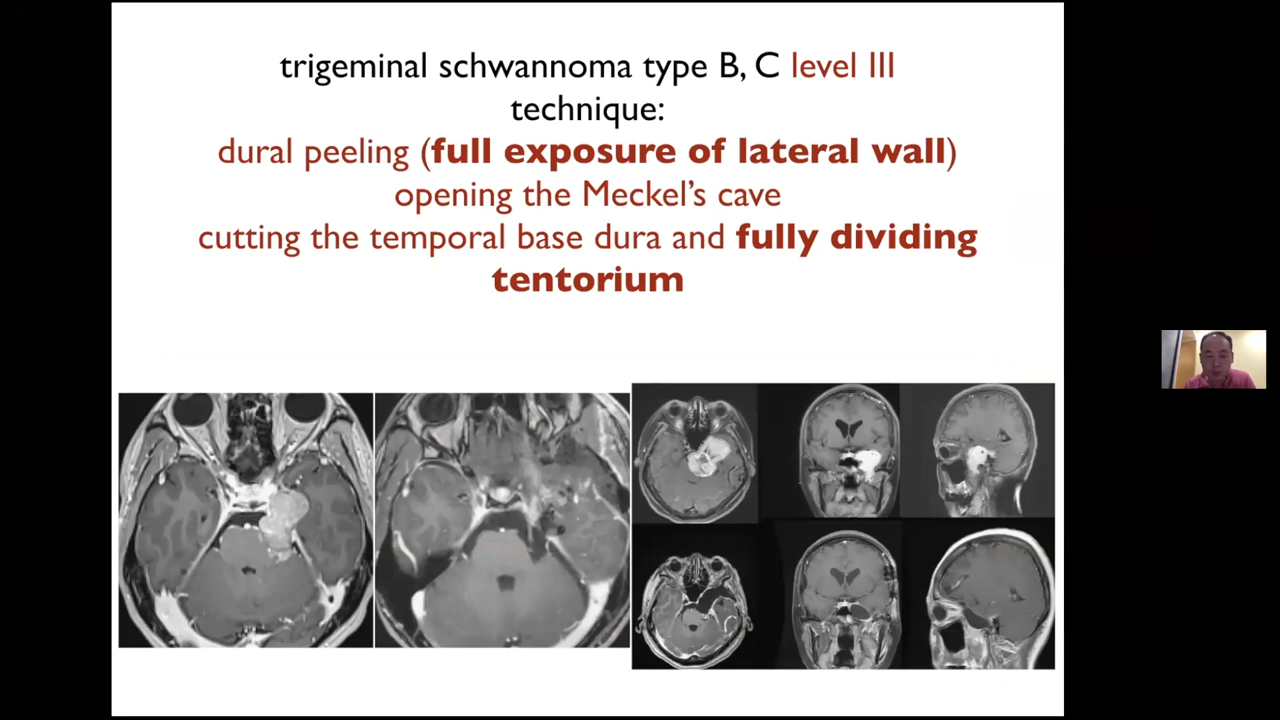 trigeminal schwannoma type B, C level III
technique:
dural peeling (full exposure of lateral wall)
opening the Meckel’s cave
cutting the temporal base dura and fully dividing
tentorium